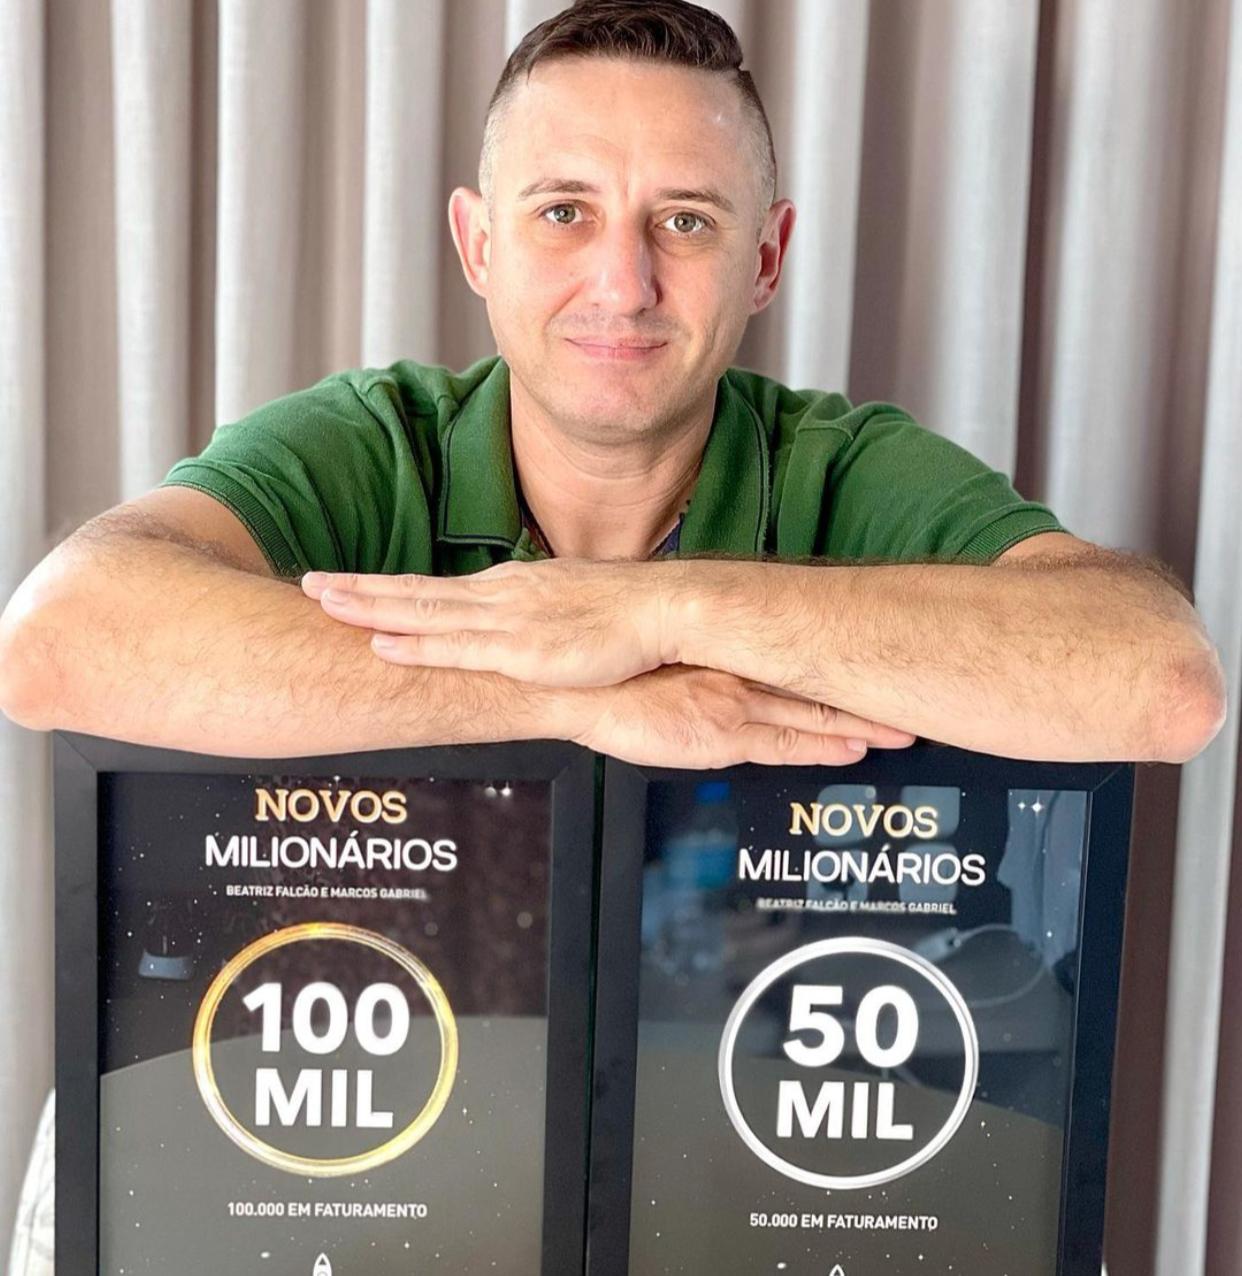 NOVOS
MILIONÁRIOS
BEATRIZ FALCÃO E MARCOS GABRIEL
100
MIL
100.000 EM FATURAMENTO
NOVOS
MILIONÁRIOS
BEATRIZ FALCÃO E MARCOS GABRIEL
50
MIL
50.000 EM FATURAMENTO